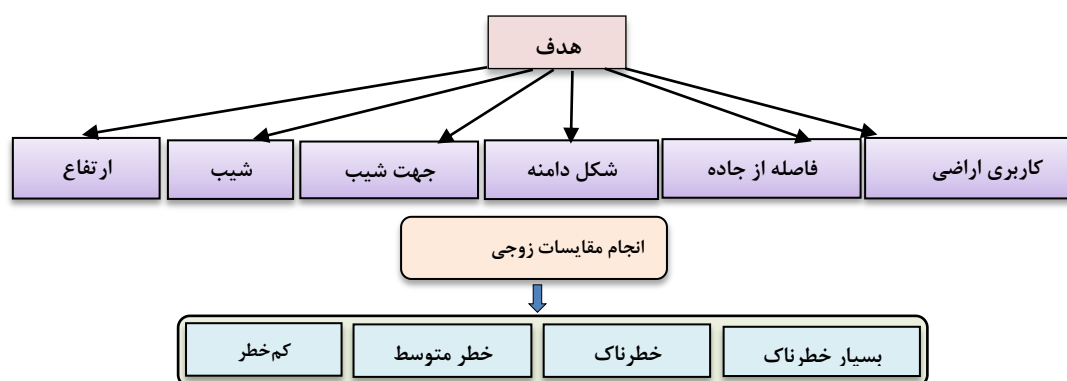 هدف
کاربری اراضی
فاصله از جاده
شکل دامنه
جهت شیب
شیب
ارتفاع
انجام مقایسات زوجی
بسیار خطرناک
خطرناک
خطر متوسط
کم‌خطر